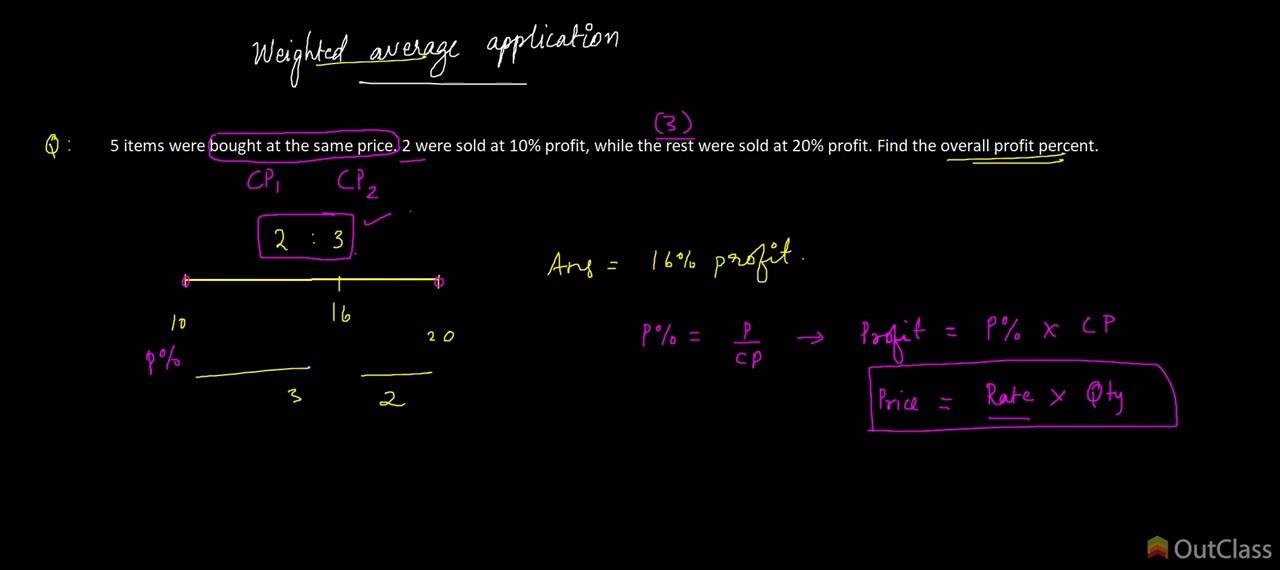 Weighted average application
(3)
Q : 5 items were bought at the same price. 2 were sold at 10% profit, while the rest were sold at 20% profit. Find the overall profit percent.
CP1 CP2
2 : 3
Ans = 16% profit.
10 16 20
P%
3 2
P% = P/CP → Profit = P% x CP
Price = Rate x Qty
OutClass